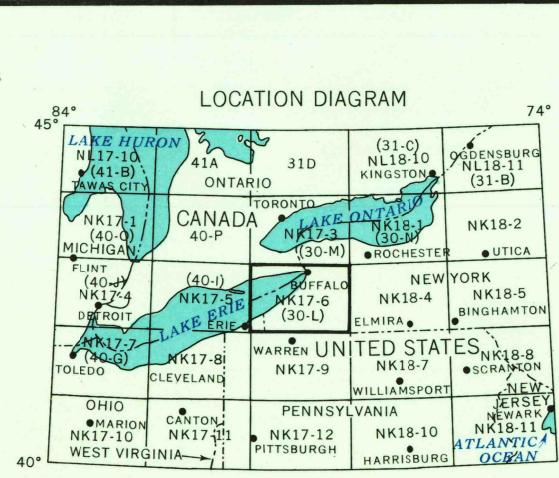 LOCATION DIAGRAM
84°
74°
45°
LAKE HURON
NL17-10
(41-B)
TAWAS CITY
41A
ONTARIO
31D
(31-C)
NL18-10
KINGSTON
OGDENSBURG
NL18-11
(31-B)
NK17-1
(40-O)
MICHIGAN
CANADA
40-P
TORONTO
LAKE ONTARIO
NK17-3
(30-M)
NK18-1
(30-N)
ROCHESTER
NK18-2
UTICA
FLINT
(40-J)
NK17-4
DETROIT
(40-I)
NK17-5
LAKE ERIE
ERIE
BUFFALO
NK17-6
(30-L)
NEW YORK
NK18-4
ELMIRA
NK18-5
BINGHAMTON
NK17-7
(40-G)
TOLEDO
NK17-8
CLEVELAND
WARREN
NK17-9
UNITED STATES
NK18-7
WILLIAMSPORT
NK18-8
SCRANTON
NEW
JERSEY
NEWARK
NK18-11
OHIO
MARION
NK17-10
CANTON
NK17-11
WEST VIRGINIA
PENNSYLVANIA
NK17-12
PITTSBURGH
NK18-10
HARRISBURG
ATLANTIC
OCEAN
40°